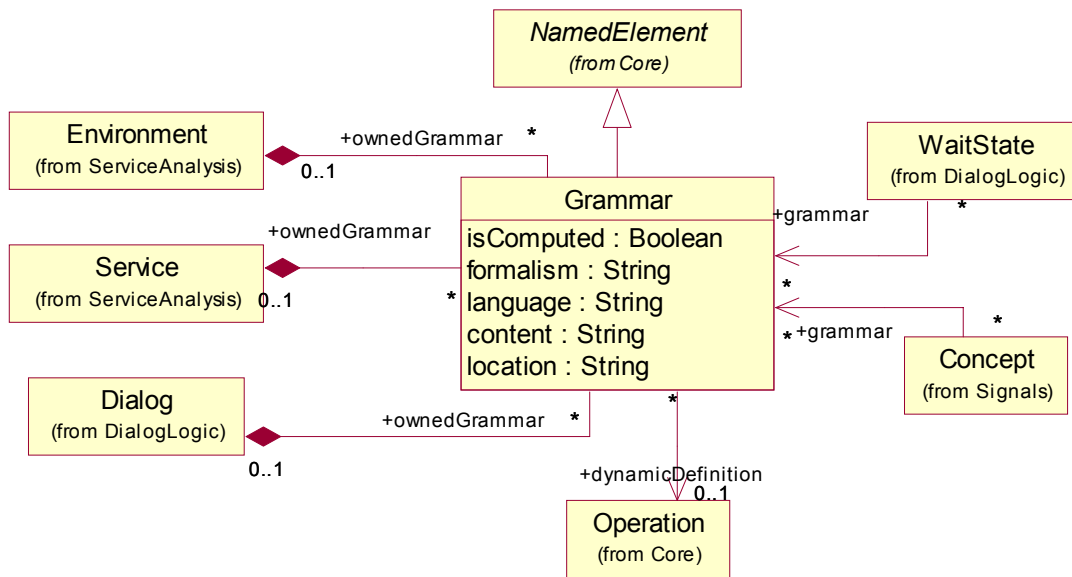 NamedElement
(from Core)
Environment
(from ServiceAnalysis)
+ownedGrammar
*
0..1
WaitState
(from DialogLogic)
*
+grammar
*
Grammar
isComputed : Boolean
formalism : String
language : String
content : String
location : String
+ownedGrammar
Service
(from ServiceAnalysis)
0..1
*
*
+grammar
*
Concept
(from Signals)
Dialog
(from DialogLogic)
+ownedGrammar
*
0..1
*
+dynamicDefinition
0..1
Operation
(from Core)